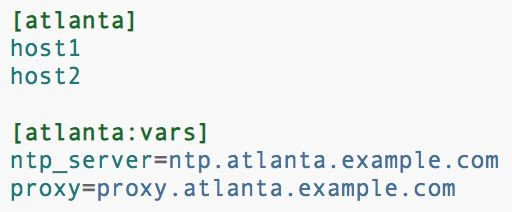 [atlanta]
host1
host2

[atlanta:vars]
ntp_server=ntp.atlanta.example.com
proxy=proxy.atlanta.example.com